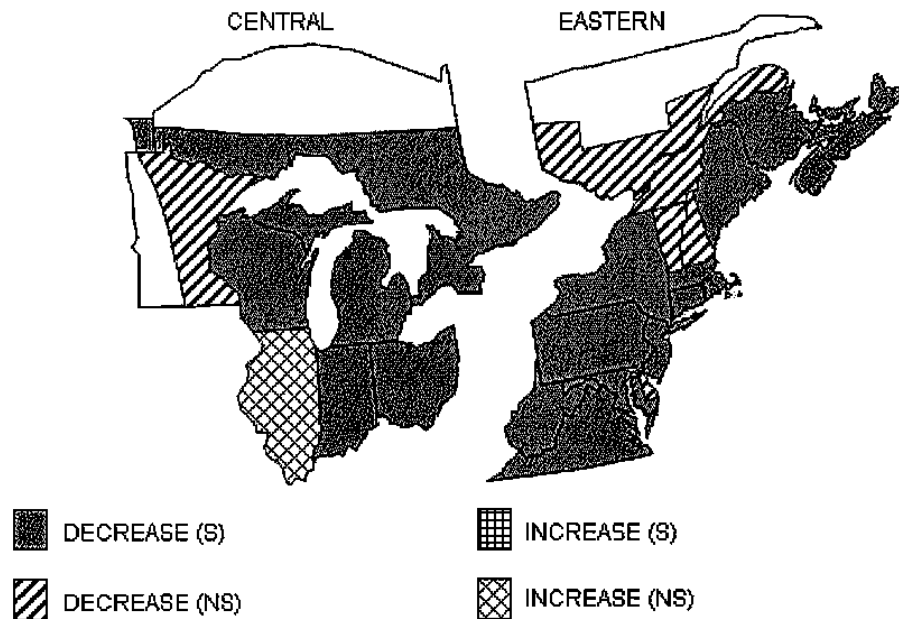 CENTRAL
EASTERN
DECREASE (S)
INCREASE (S)
DECREASE (NS)
INCREASE (NS)